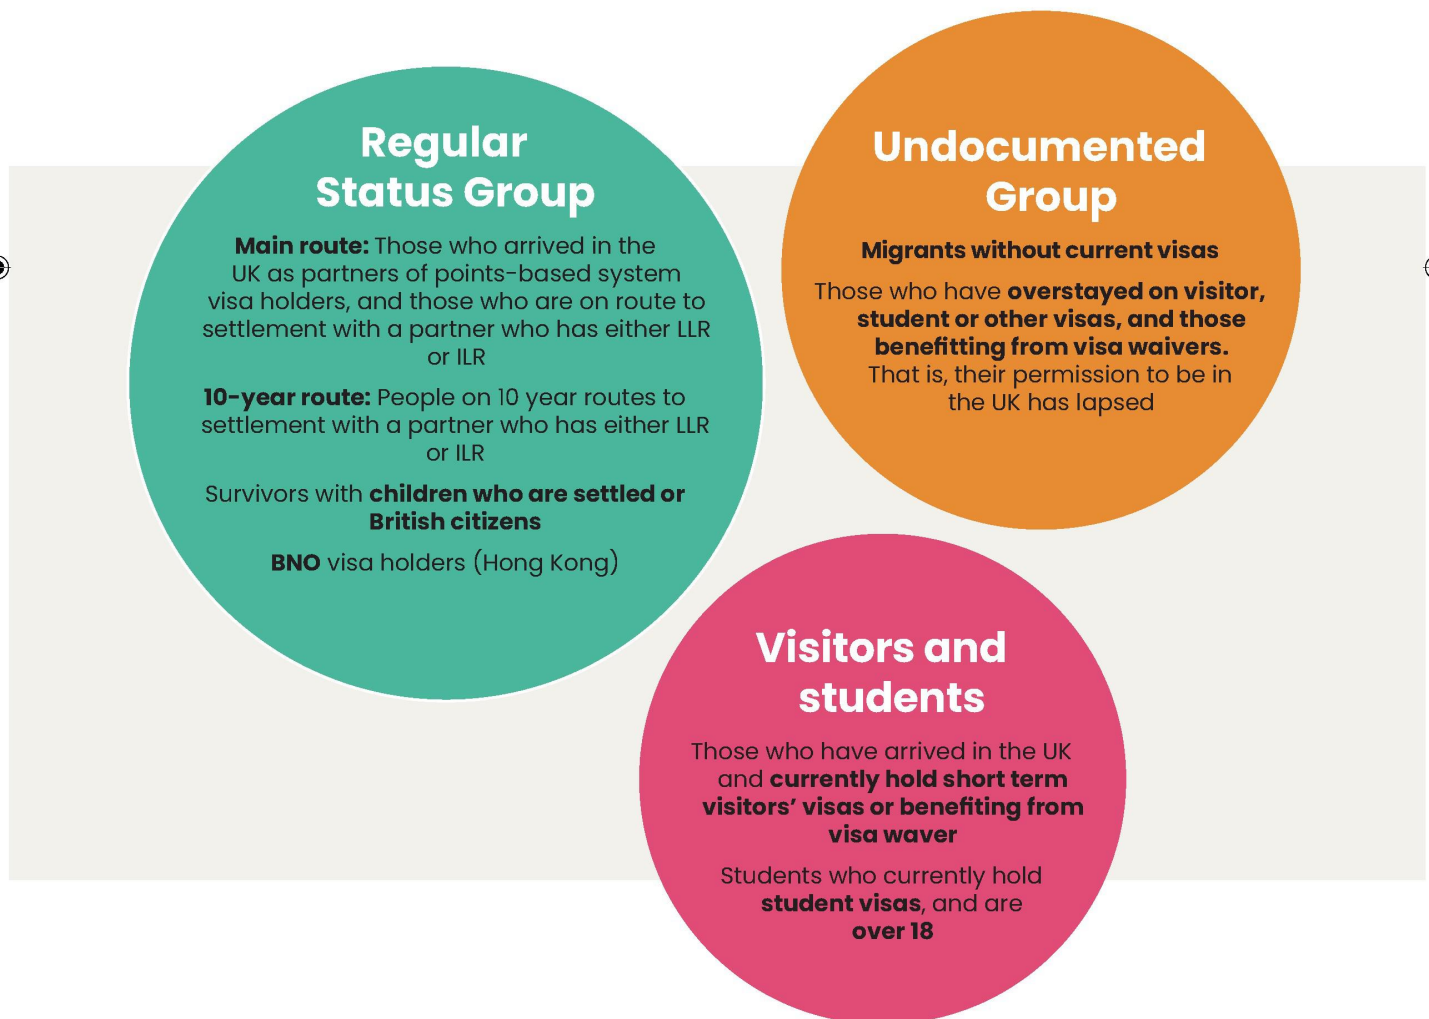 Regular
Status Group
Main route: Those who arrived in the
UK as partners of points-based system
visa holders, and those who are on route to
settlement with a partner who has either LLR
or ILR
10-year route: People on 10 year routes to
settlement with a partner who has either LLR
or ILR
Survivors with children who are settled or
British citizens
BNO visa holders (Hong Kong)
Undocumented
Group
Migrants without current visas
Those who have overstayed on visitor,
student or other visas, and those
benefitting from visa waivers.
That is, their permission to be in
the UK has lapsed
Visitors and
students
Those who have arrived in the UK
and currently hold short term
visitors’ visas or benefiting from
visa waver
Students who currently hold
student visas, and are
over 18